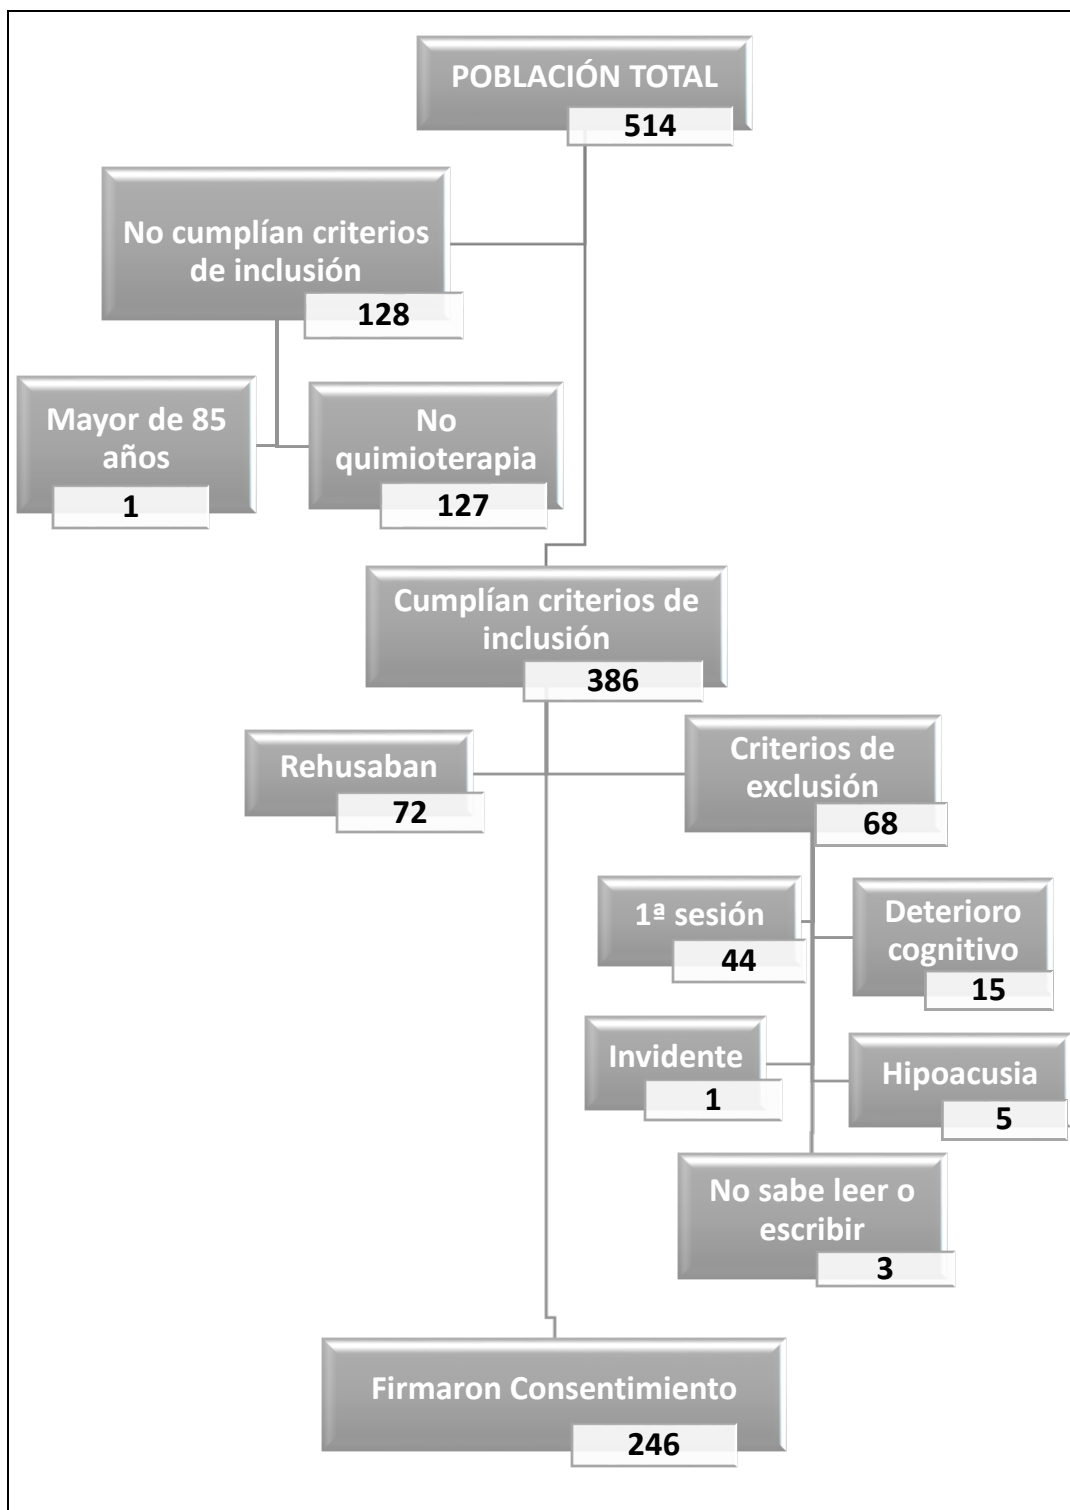 POBLACIÓN TOTAL
514
No cumplían criterios
de inclusión
128
Mayor de 85
años
1
No
quimioterapia
127
Cumplían criterios de
inclusión
386
Rehusaban
72
Criterios de
exclusión
68
1ª sesión
44
Deterioro
cognitivo
15
Invidente
1
Hipoacusia
5
No sabe leer o
escribir
3
Firmaron Consentimiento
246